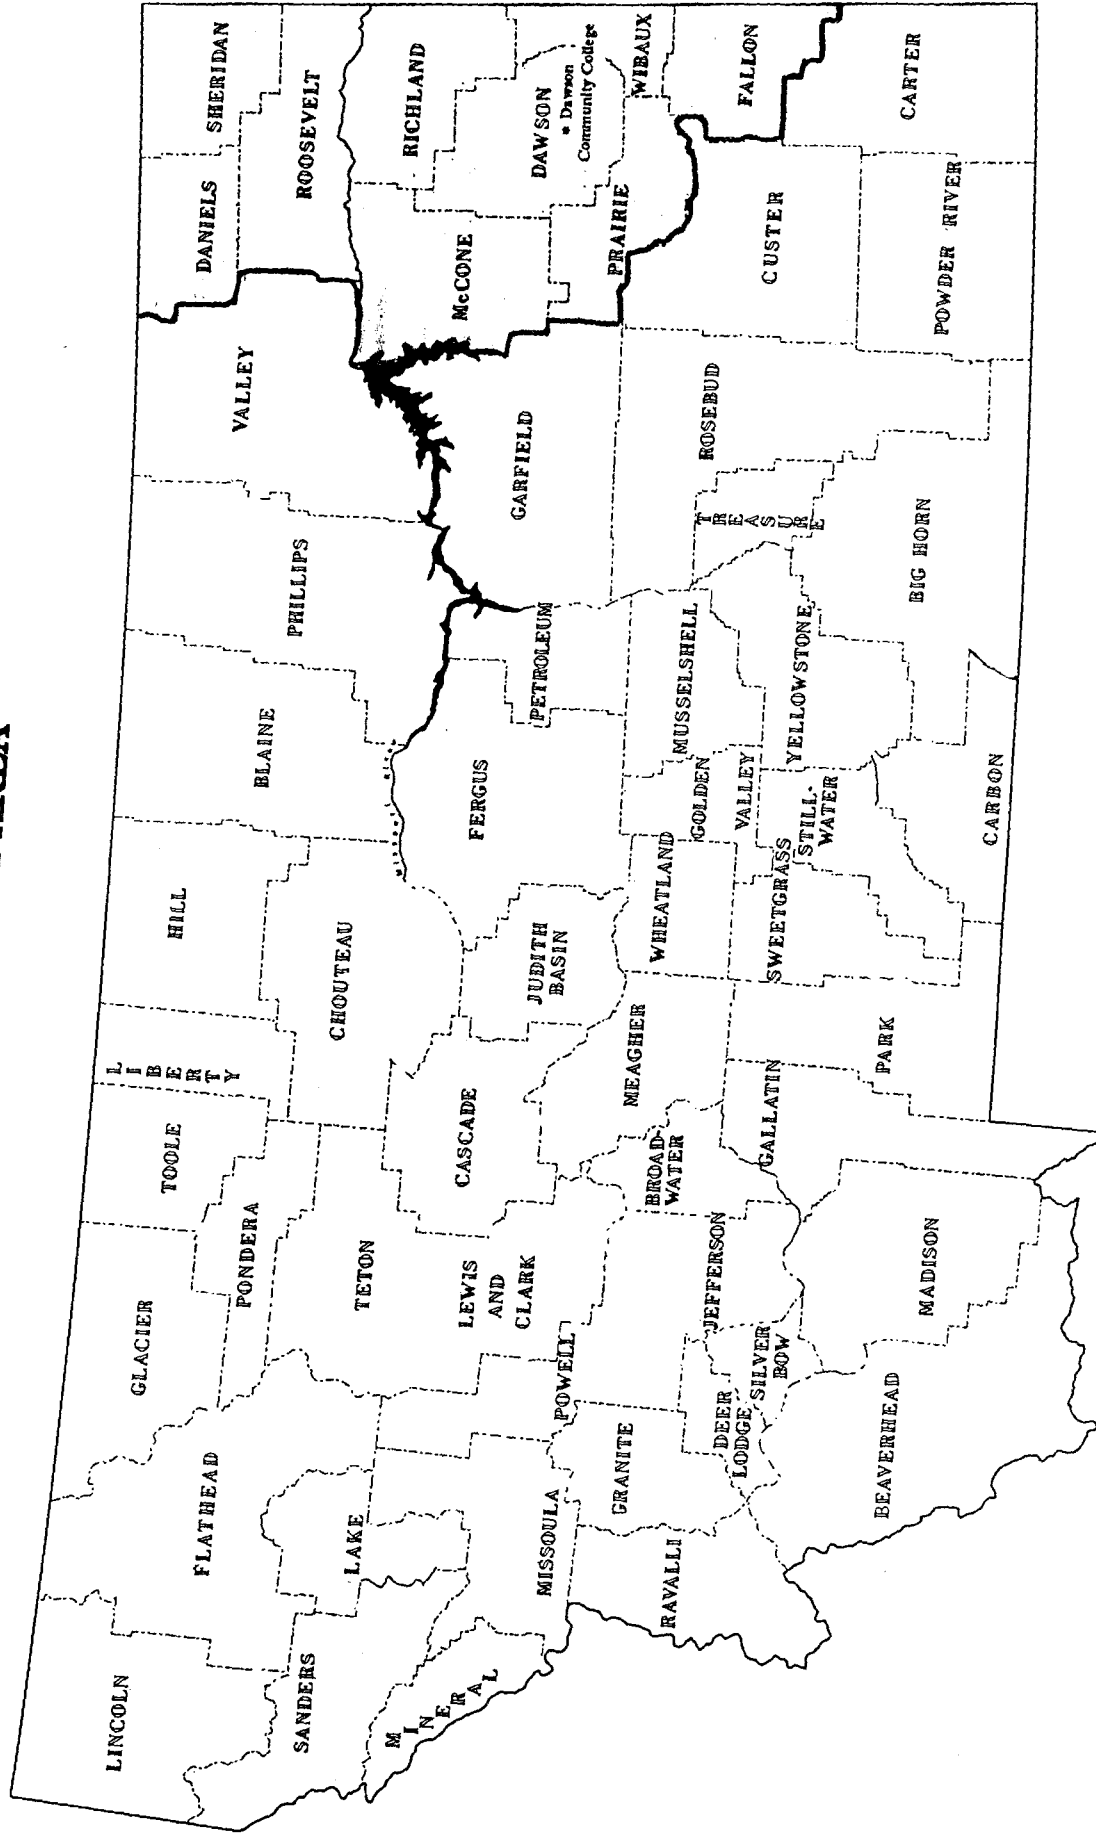 LINCOLN
FLATHEAD
GLACIER
TOOLE
LIBERTY
HILL
BLAINE
PHILLIPS
VALLEY
DANIELS
SHERIDAN
ROOSEVELT
SANDERS
LAKE
PONDERA
TETON
CHOUTEAU
RICHLAND
McCONE
DAWSON
* Dawson
Community College
MINERAL
MISSOULA
POWELL
LEWIS
AND
CLARK
CASCADE
JUDITH
BASIN
FERGUS
PETROLEUM
GARFIELD
PRAIRIE
WIBAUX
RAVALLI
GRANITE
DEER
LODGE
SILVER
BOW
JEFFERSON
BROAD-
WATER
MEAGHER
WHEATLAND
GOLDEN
VALLEY
MUSSELSHELL
TREASURE
ROSEBUD
CUSTER
FALLON
BEAVERHEAD
MADISON
GALLATIN
PARK
SWEETGRASS
STILL-
WATER
YELLOWSTONE
CARBON
BIG HORN
POWDER RIVER
CARTER